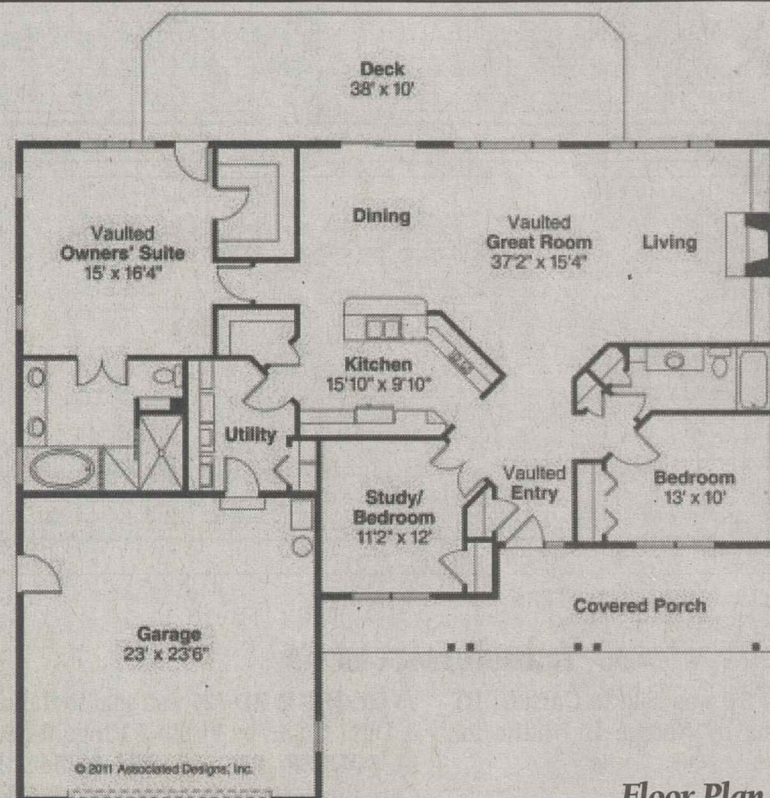 Deck
38' x 10'
Vaulted
Owners' Suite
15' x 16'4"
Dining
Vaulted
Great Room
37'2" x 15'4"
Living
Kitchen
15'10" x 9'10"
Utility
Study/
Bedroom
11'2" x 12'
Vaulted
Entry
Bedroom
13' x 10'
Covered Porch
Garage
23' x 23'6"
© 2011 Associated Designs, Inc.
Floor Plan